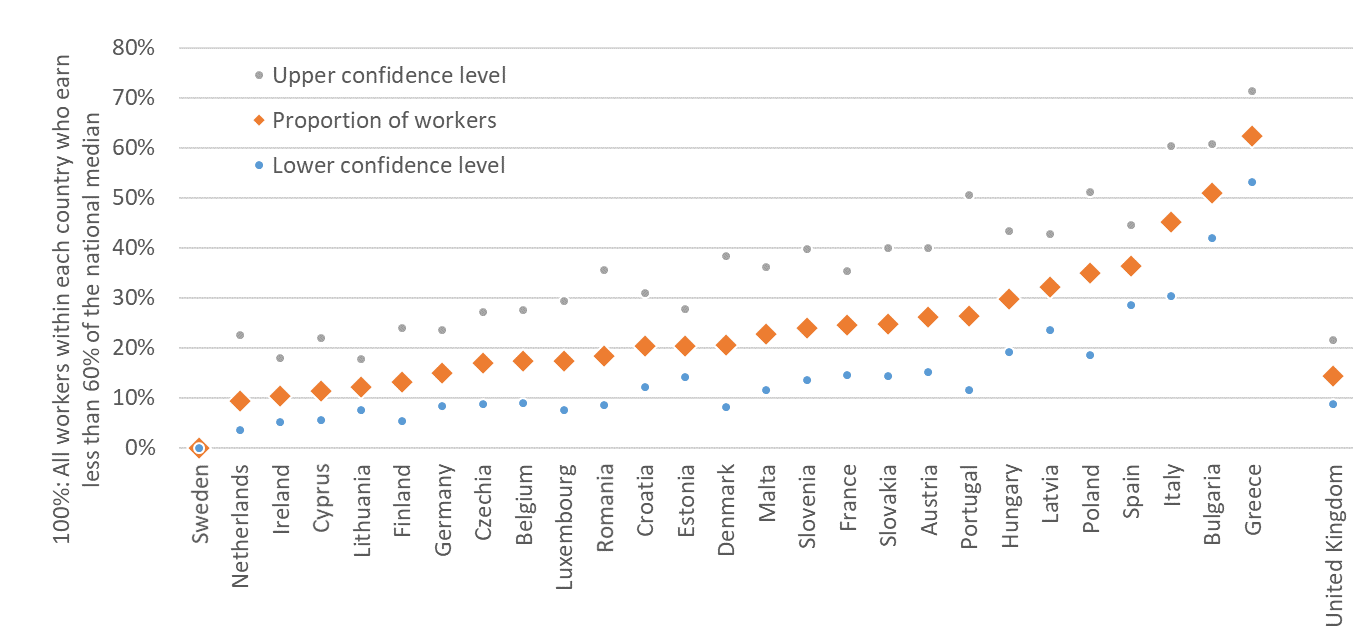 100%: All workers within each country who earn
less than 60% of the national median
80%
70%
60%
50%
40%
30%
20%
10%
0%
Upper confidence level
Proportion of workers
Lower confidence level
Sweden
Netherlands
Ireland
Cyprus
Lithuania
Finland
Germany
Czechia
Belgium
Luxembourg
Romania
Croatia
Estonia
Denmark
Malta
Slovenia
France
Slovakia
Austria
Portugal
Hungary
Latvia
Poland
Spain
Italy
Bulgaria
Greece
United Kingdom